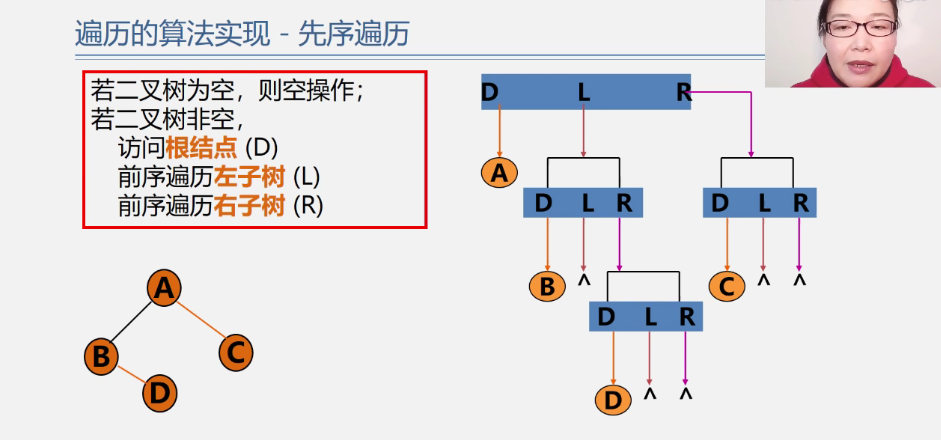 遍历的算法实现 - 先序遍历
若二叉树为空，则空操作；
若二叉树非空，
访问根结点 (D)
前序遍历左子树 (L)
前序遍历右子树 (R)
D L R
A
D L R
D L R
B ^ ^
C ^ ^
D L R
D ^ ^
A
B
C
D